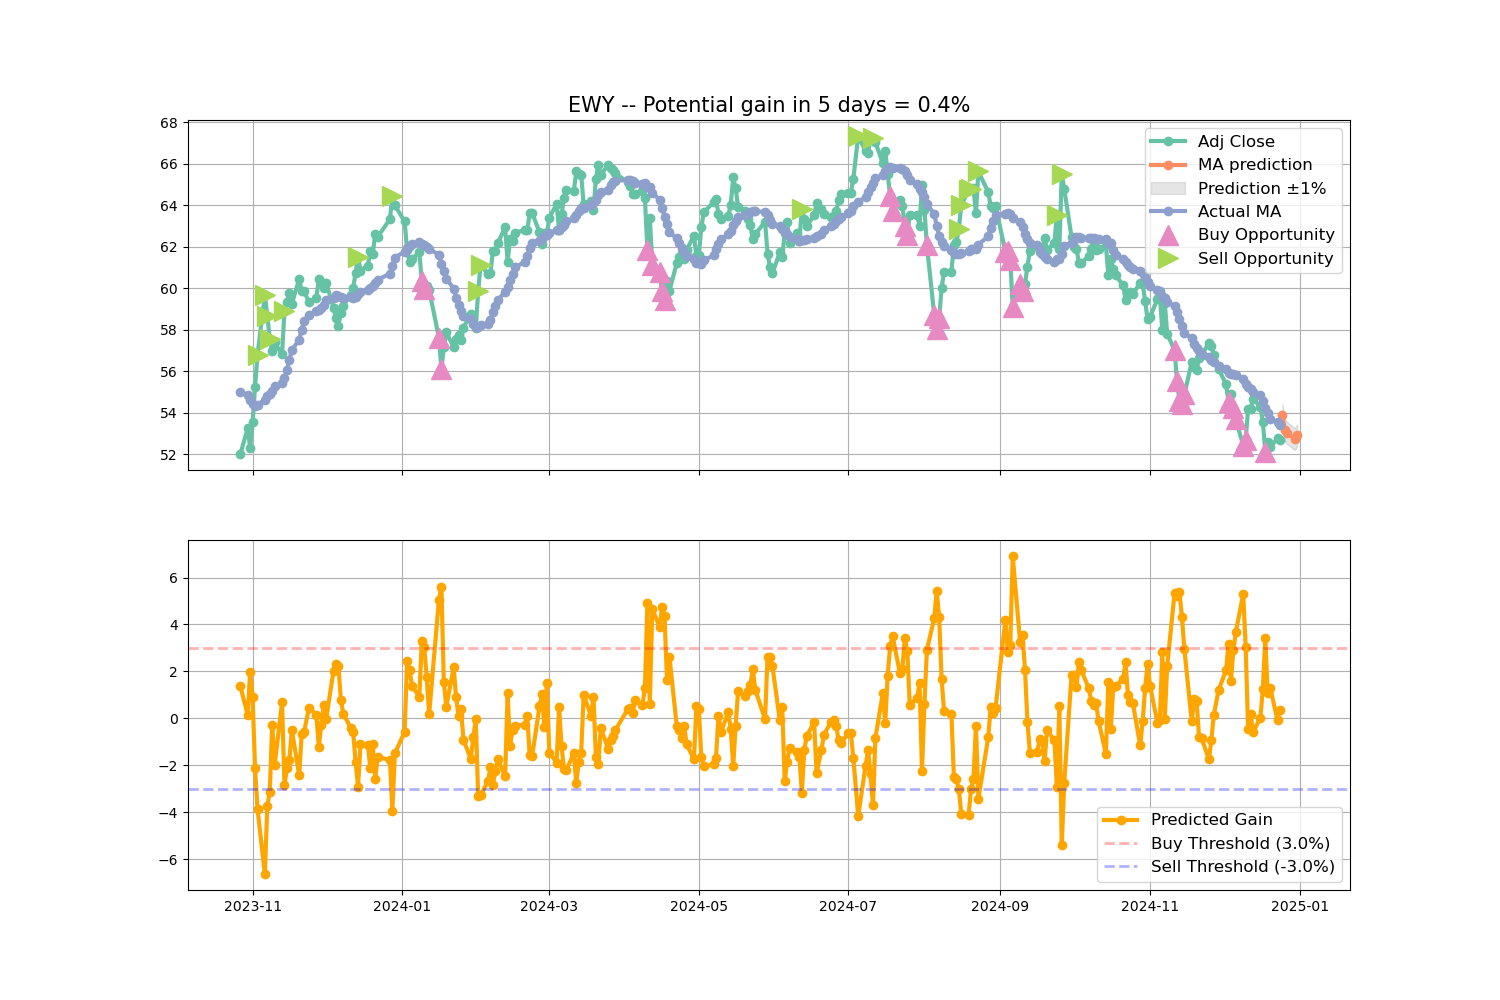 EWY -- Potential gain in 5 days = 0.4%
68
66
64
62
60
58
56
54
52
Adj Close
MA prediction
Prediction ±1%
Actual MA
Buy Opportunity
Sell Opportunity
6
4
2
0
−2
−4
−6
Predicted Gain
Buy Threshold (3.0%)
Sell Threshold (-3.0%)
2023-11 2024-01 2024-03 2024-05 2024-07 2024-09 2024-11 2025-01